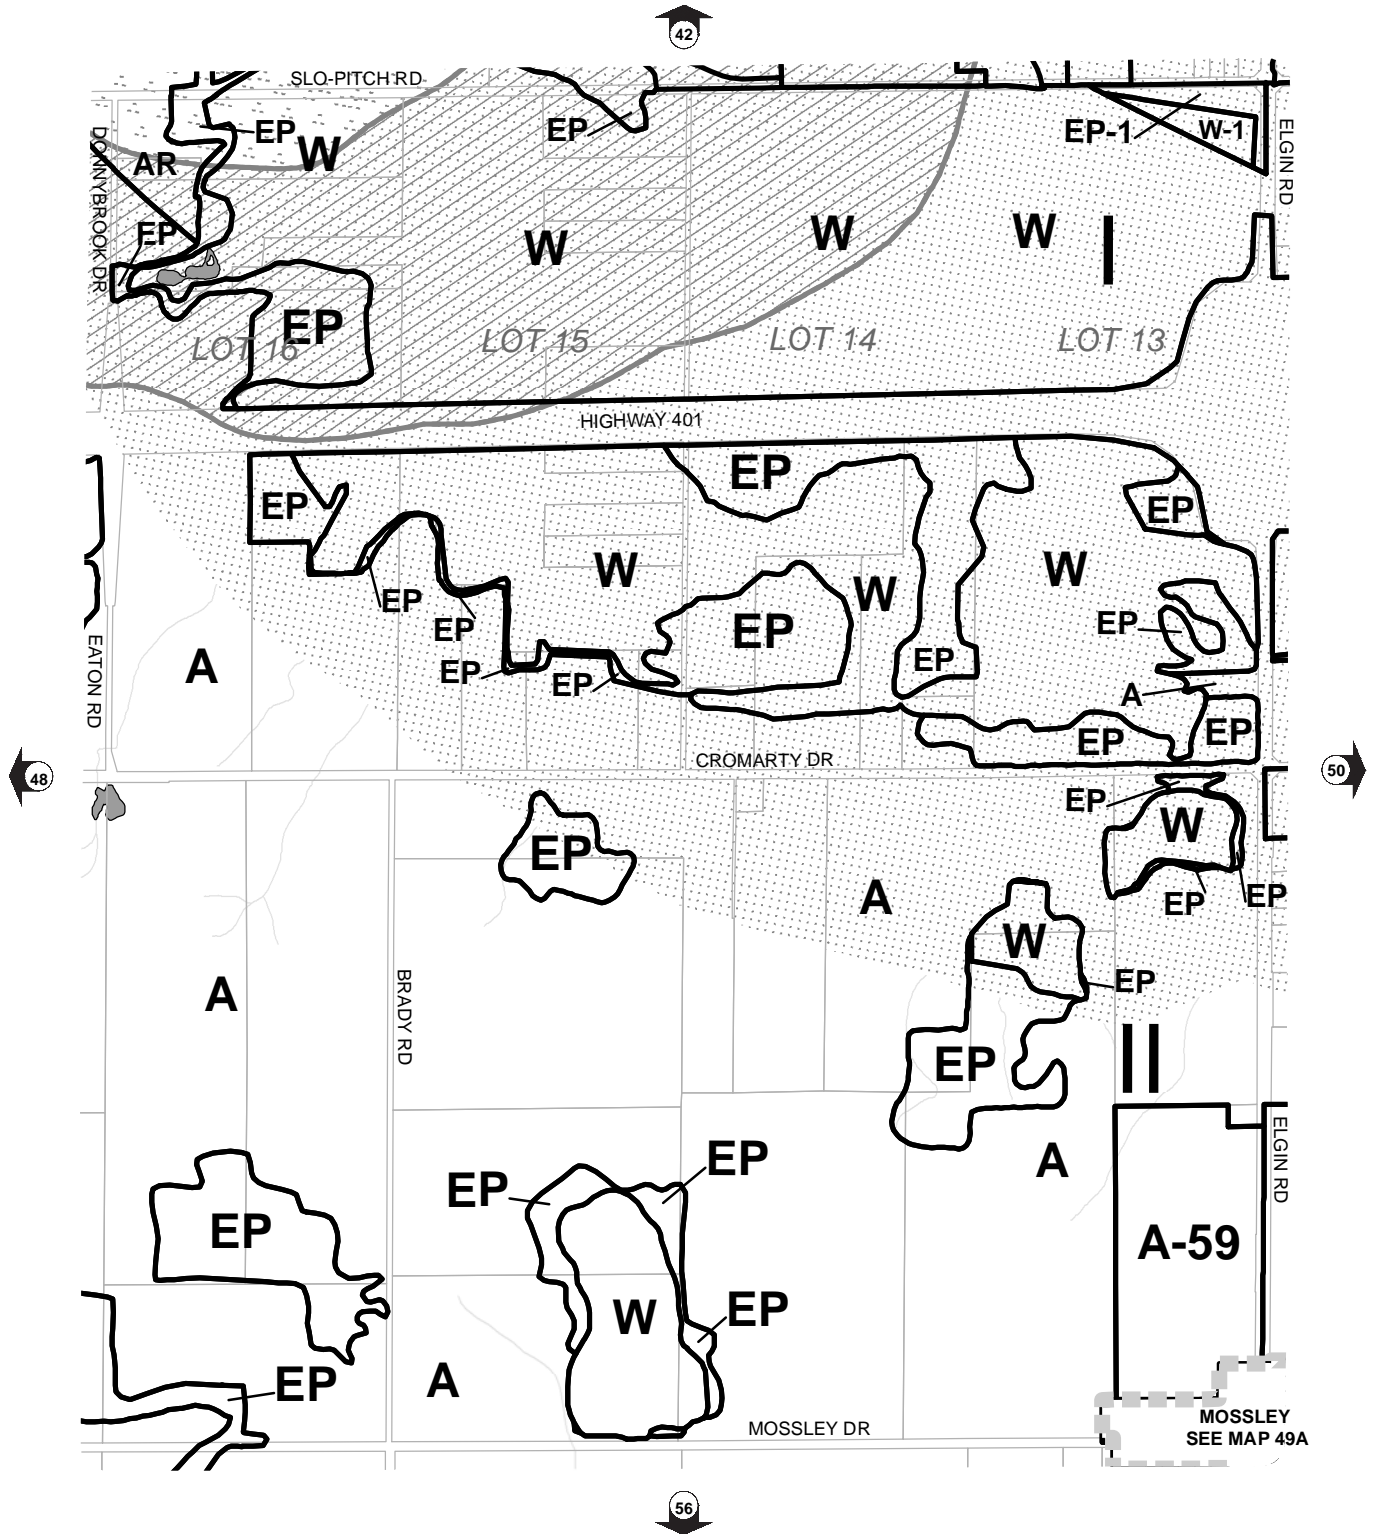 42
SLO-PITCH RD
EP
EP
W
EP-1
W-1
AR
DONNYBROOK DR
ELGIN RD
EP
W
W
W
I
EP
LOT 16
LOT 15
LOT 14
LOT 13
HIGHWAY 401
EP
EP
EP
W
W
W
EP
EP
EP
EP
EP
EATON RD
A
EP
EP
EP
A
EP
EP
CROMARTY DR
48
50
EP
W
EP
A
EP
EP
W
EP
A
BRADY RD
II
EP
A
EP
EP
ELGIN RD
EP
A-59
W
EP
EP
A
MOSSLEY
SEE MAP 49A
MOSSLEY DR
56